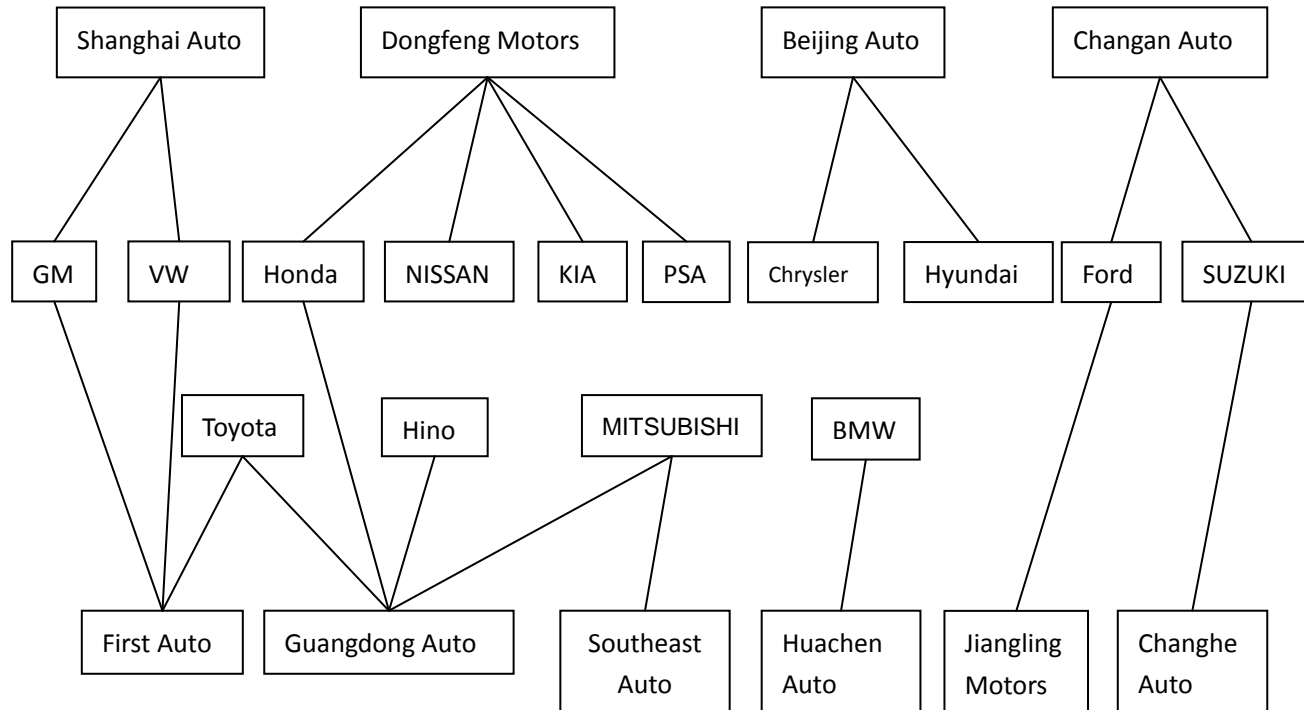 Shanghai Auto
Dongfeng Motors
Beijing Auto
Changan Auto
GM
VW
Honda
NISSAN
KIA
PSA
Chrysler
Hyundai
Ford
SUZUKI
Toyota
Hino
MITSUBISHI
BMW
First Auto
Guangdong Auto
Southeast
Auto
Huachen
Auto
Jiangling
Motors
Changhe
Auto